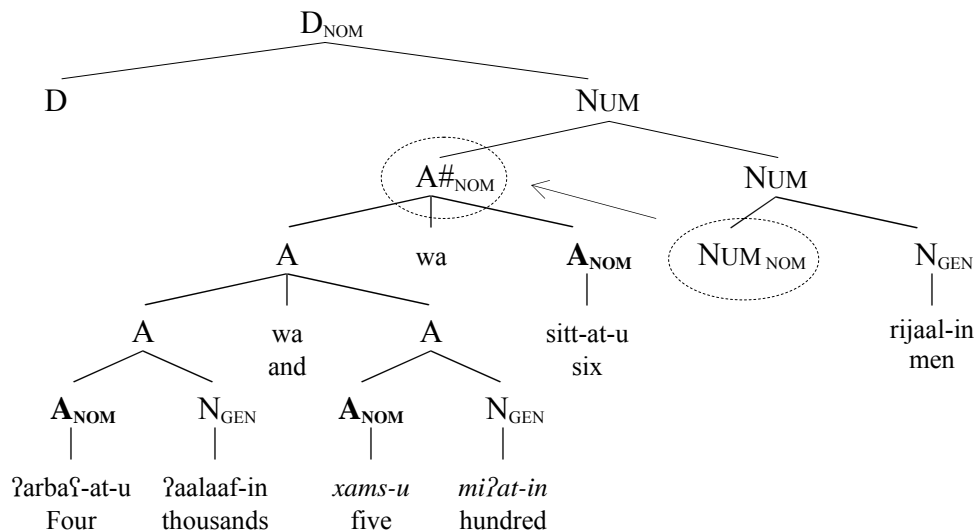 D_NOM
D NUM
A#_NOM NUM
A wa A_NOM NUM_NOM N_GEN
A wa A sitt-at-u rijaal-in
and six men
A_NOM N_GEN A_NOM N_GEN
ʔarbaʕ-at-u ʔaalaaf-in xams-u miʔat-in
Four thousands five hundred